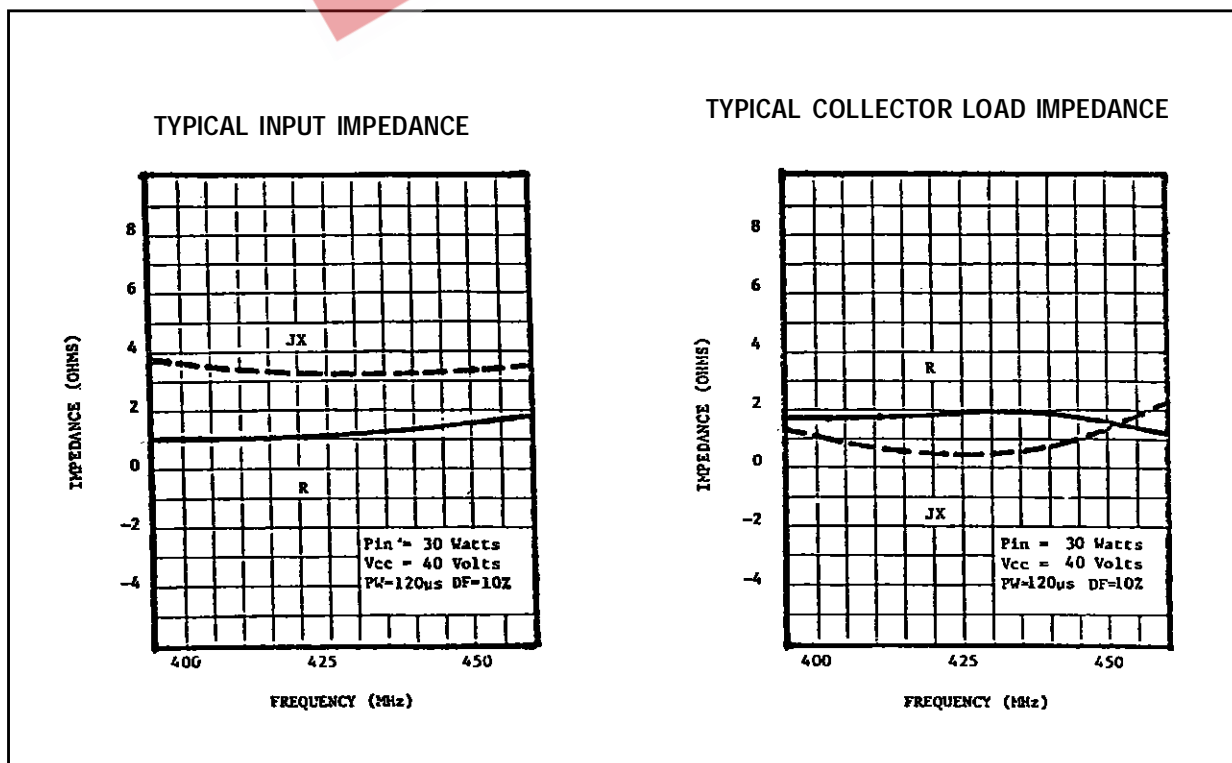 TYPICAL INPUT IMPEDANCE
IMPEDANCE (OHMS)
8
6
4
2
0
-2
-4
JX
R
Pin = 30 Watts
Vcc = 40 Volts
PW=120µs DF=10%
400 425 450
FREQUENCY (MHz)
TYPICAL COLLECTOR LOAD IMPEDANCE
IMPEDANCE (OHMS)
8
6
4
2
0
-2
-4
R
JX
Pin = 30 Watts
Vcc = 40 Volts
PW=120µs DF=10%
400 425 450
FREQUENCY (MHz)